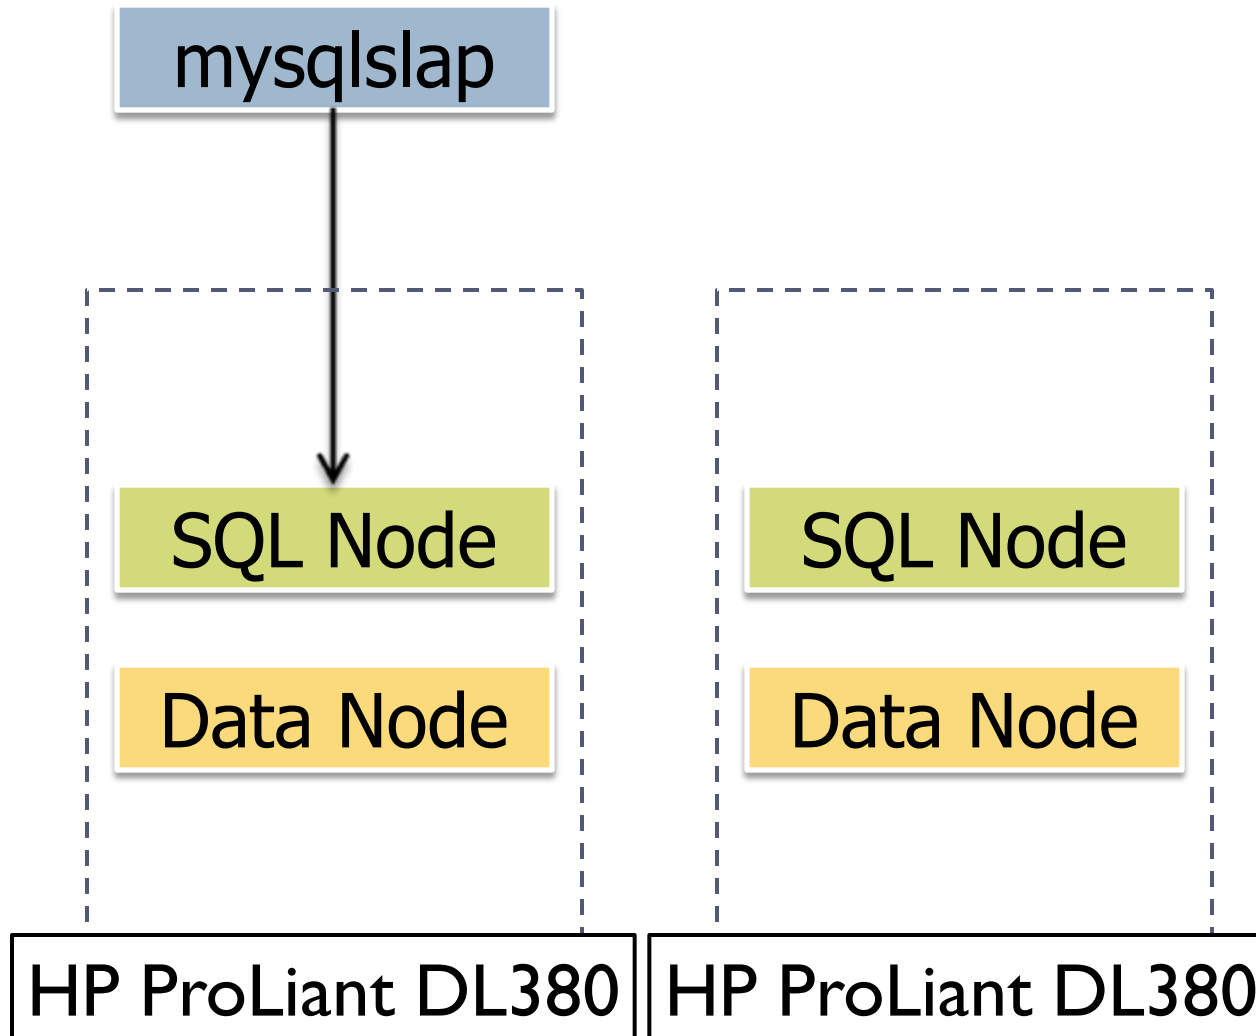 mysqlslap
SQL Node
SQL Node
Data Node
Data Node
HP ProLiant DL380
HP ProLiant DL380